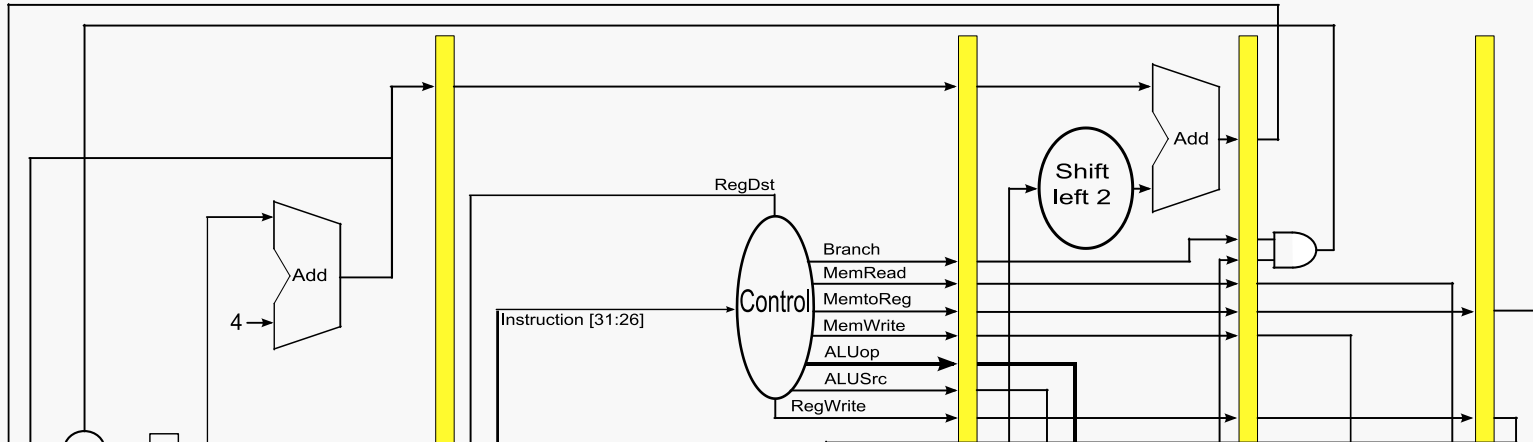 Add
Shift
left 2
RegDst
Branch
Add
MemRead
Control
MemtoReg
4
Instruction [31:26]
MemWrite
ALUop
ALUSrc
RegWrite